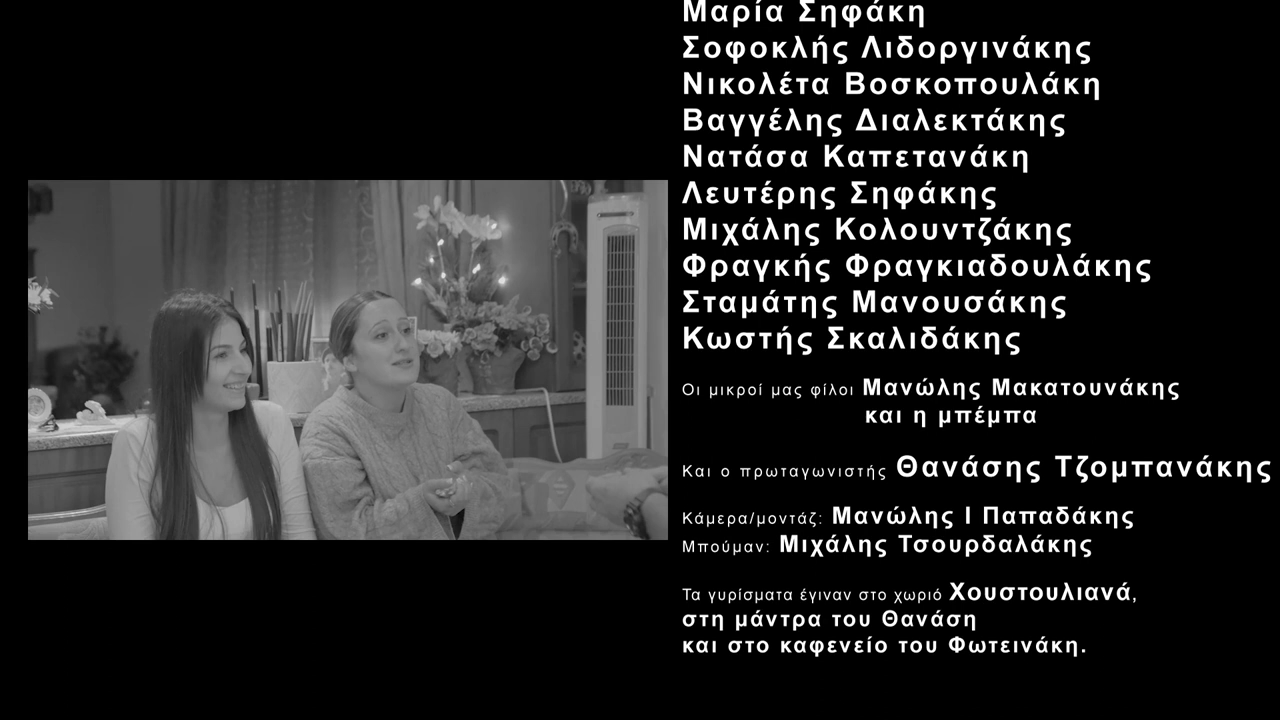 Μαρία Σηφάκη
Σοφοκλής Λιδοργινάκης
Νικολέτα Βοσκοπουλάκη
Βαγγέλης Διαλεκτάκης
Νατάσα Καπετανάκη
Λευτέρης Σηφάκης
Μιχάλης Κολουντζάκης
Φραγκής Φραγκιαδουλάκης
Σταμάτης Μανουσάκης
Κωστής Σκαλιδάκης
Οι μικροί μας φίλοι Μανώλης Μακατουνάκης
και η μπέμπα
Και ο πρωταγωνιστής Θανάσης Τζομπανάκης
Κάμερα/μοντάζ: Μανώλης Ι Παπαδάκης
Μπούμαν: Μιχάλης Τσουρδαλάκης
Τα γυρίσματα έγιναν στο χωριό Χουστουλιανά,
στη μάντρα του Θανάση
και στο καφενείο του Φωτεινάκη.